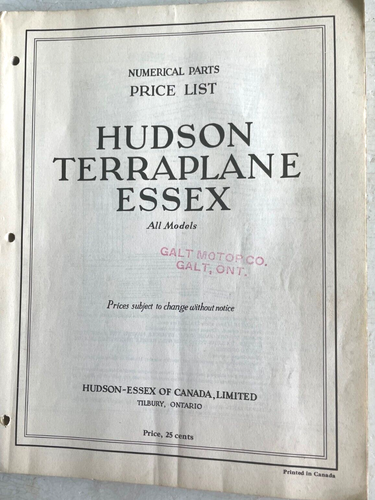 NUMERICAL PARTS
PRICE LIST
HUDSON
TERRAPLANE
ESSEX
All Models
GALT MOTOR CO.
GALT, ONT.
Prices subject to change without notice
HUDSON-ESSEX OF CANADA, LIMITED
TILBURY, ONTARIO
Price, 25 cents
Printed in Canada